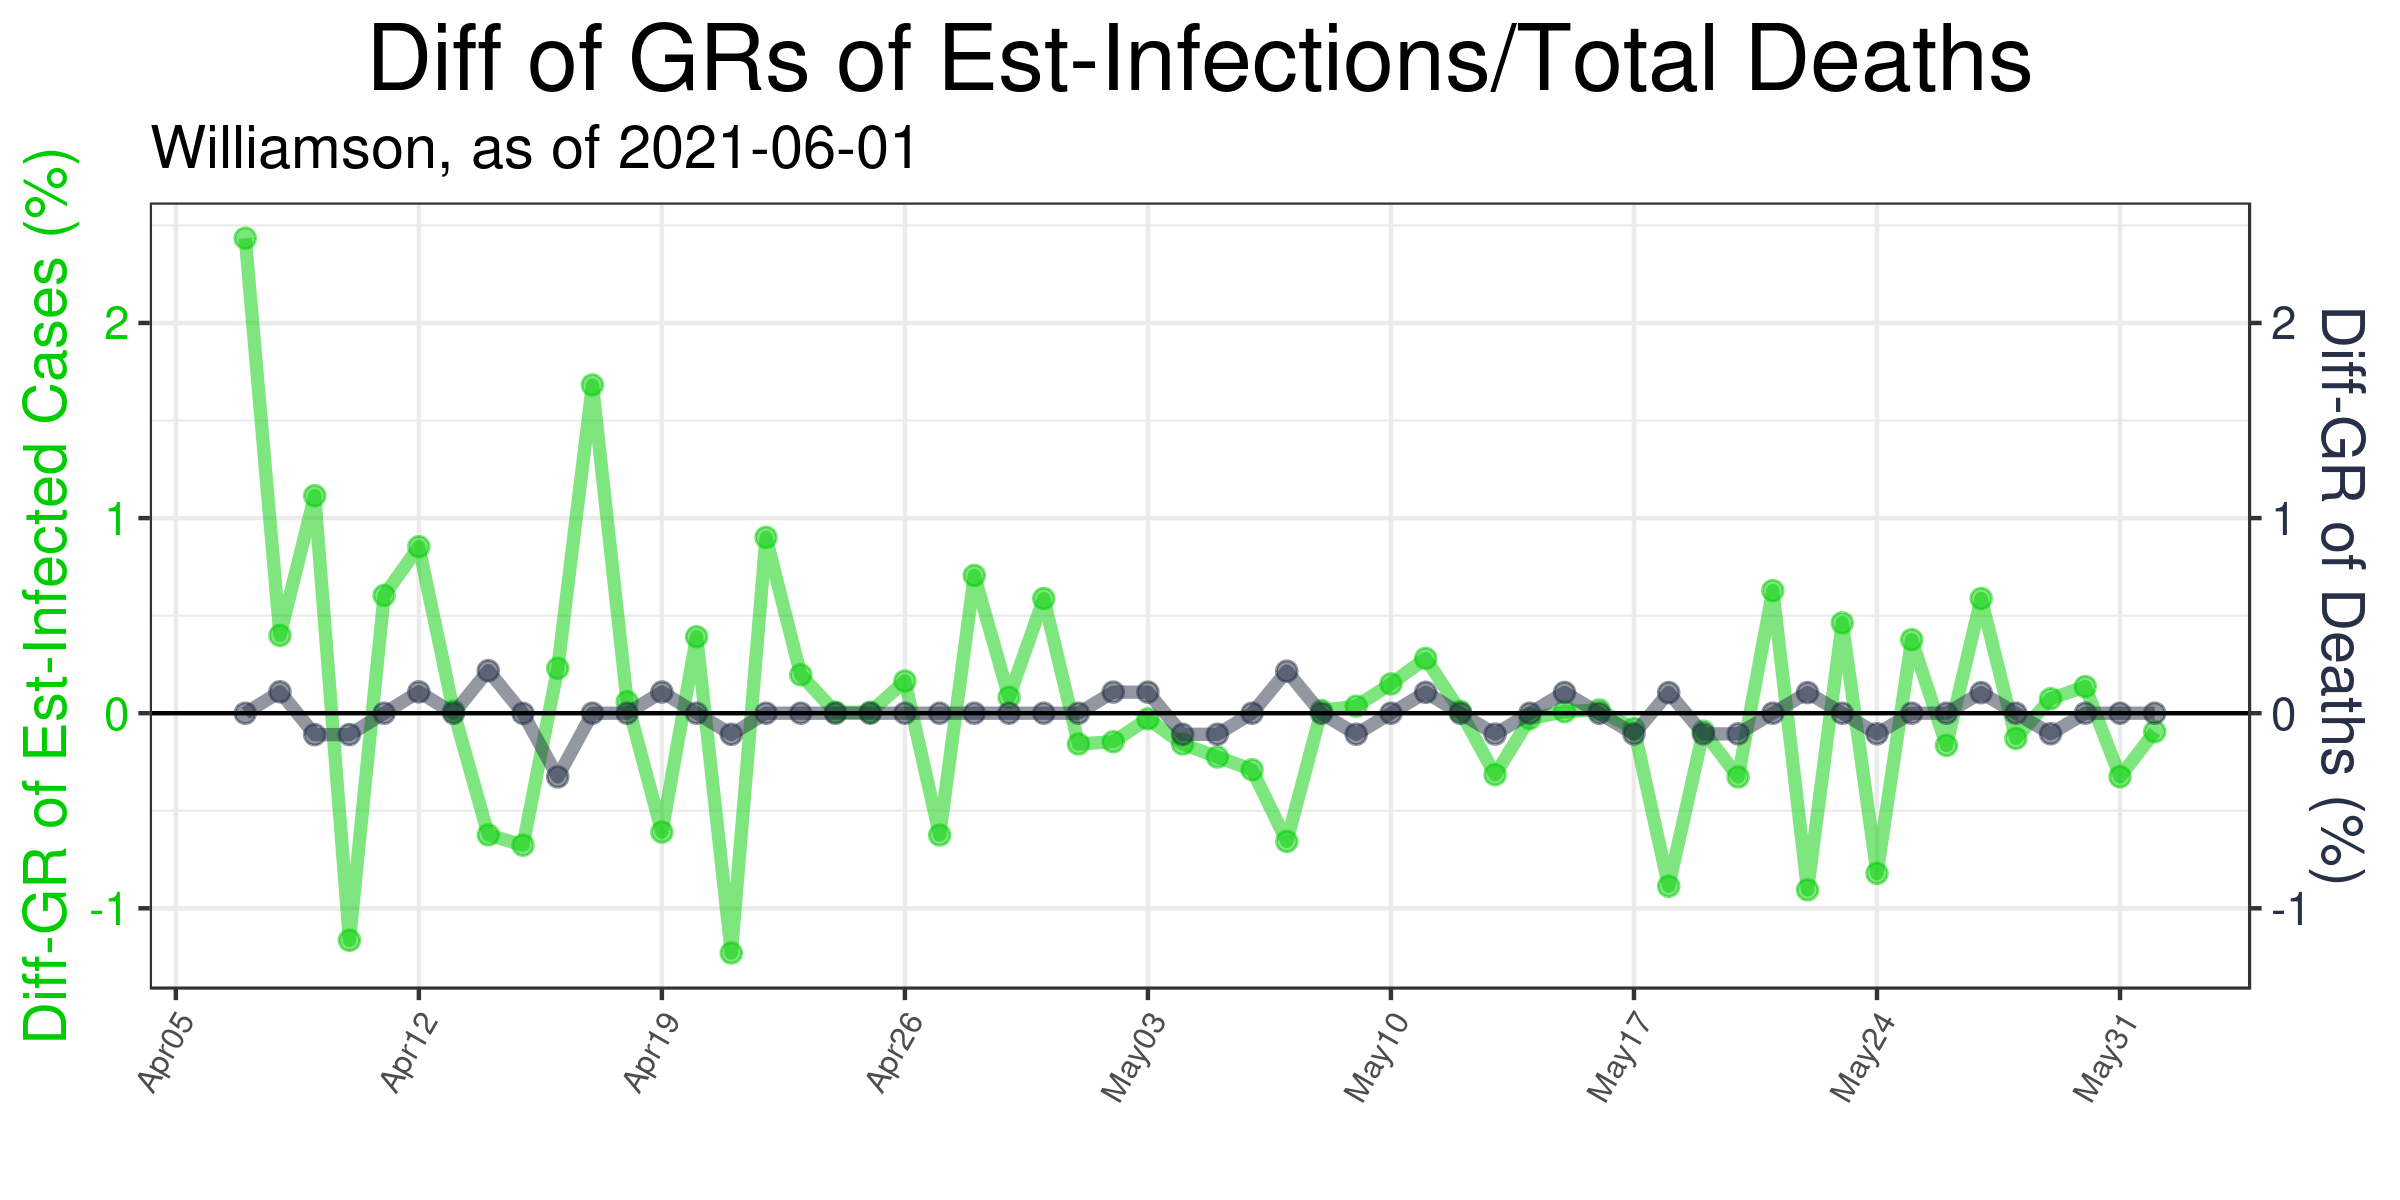 Diff of GRs of Est-Infections/Total Deaths
Williamson, as of 2021-06-01
Diff-GR of Est-Infected Cases (%)
2
1
0
-1
2
1
0
-1
Diff-GR of Deaths (%)
Apr05
Apr12
Apr19
Apr26
May03
May10
May17
May24
May31